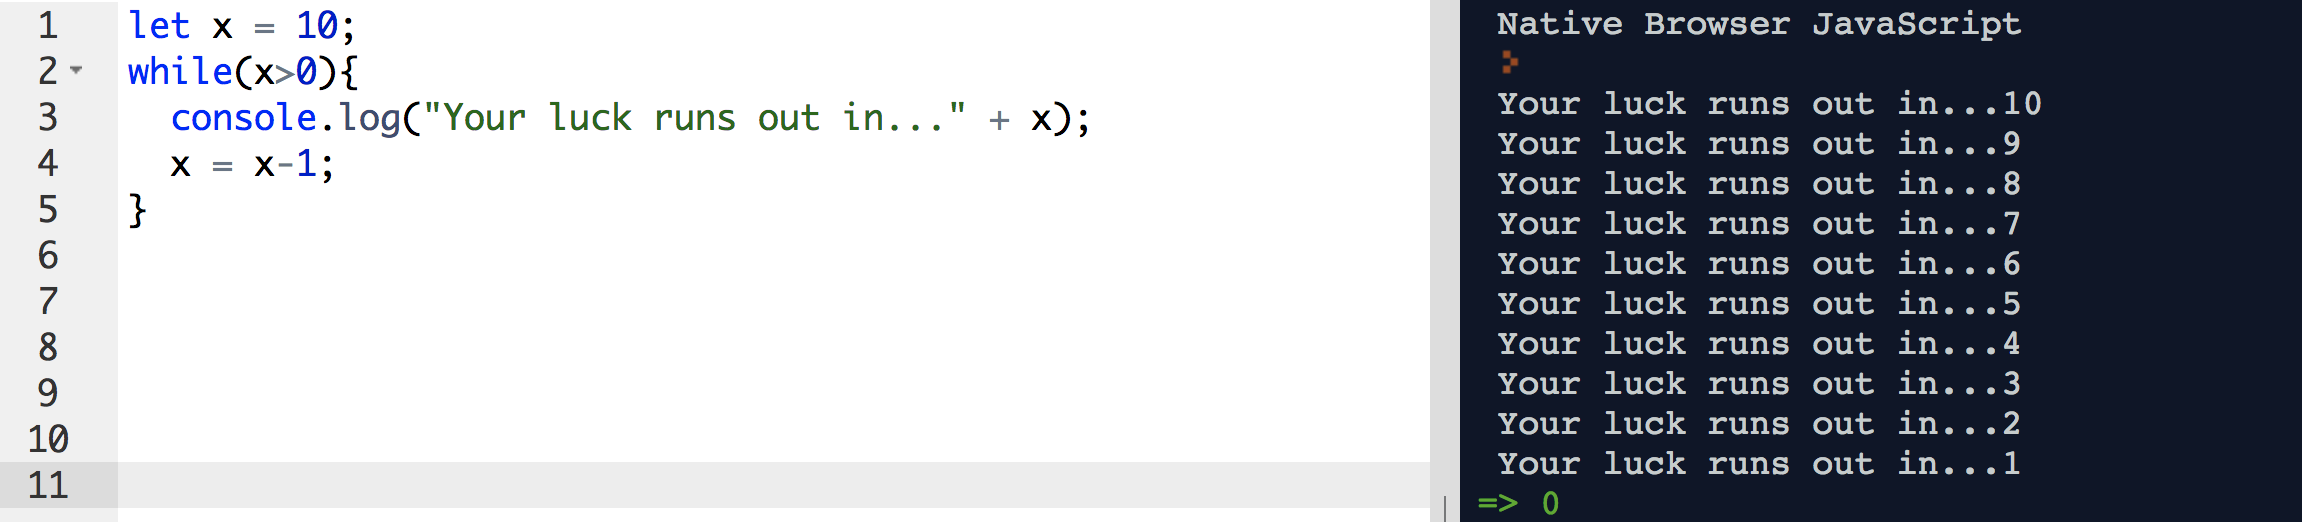 1 let x = 10;
2 while(x>0){
3   console.log("Your luck runs out in..." + x);
4   x = x-1;
5 }
6
7
8
9
10
11
Native Browser JavaScript
Your luck runs out in...10
Your luck runs out in...9
Your luck runs out in...8
Your luck runs out in...7
Your luck runs out in...6
Your luck runs out in...5
Your luck runs out in...4
Your luck runs out in...3
Your luck runs out in...2
Your luck runs out in...1
=> 0